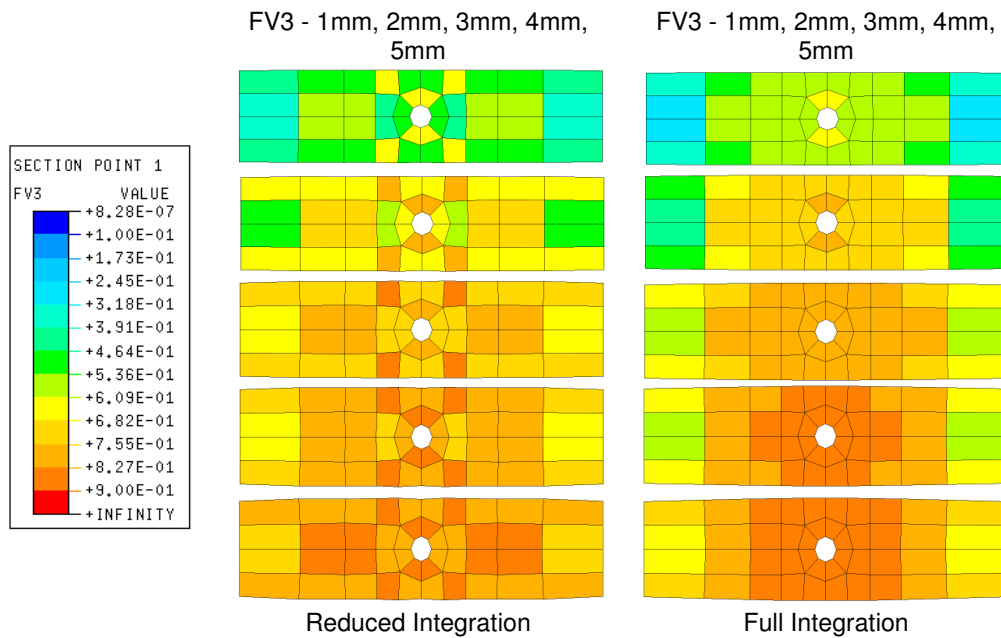 FV3 - 1mm, 2mm, 3mm, 4mm,
5mm
FV3 - 1mm, 2mm, 3mm, 4mm,
5mm
SECTION POINT 1
FV3 VALUE
+8.28E-07
+1.00E-01
+1.73E-01
+2.45E-01
+3.18E-01
+3.91E-01
+4.64E-01
+5.36E-01
+6.09E-01
+6.82E-01
+7.55E-01
+8.27E-01
+9.00E-01
+INFINITY
Reduced Integration
Full Integration